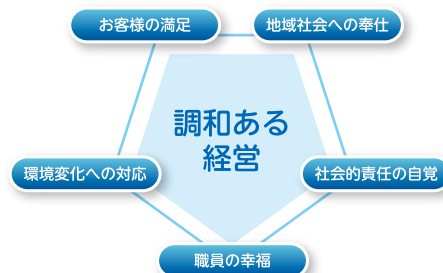 お客様の満足
地域社会への奉仕
調和ある
経営
環境変化への対応
社会的責任の自覚
職員の幸福